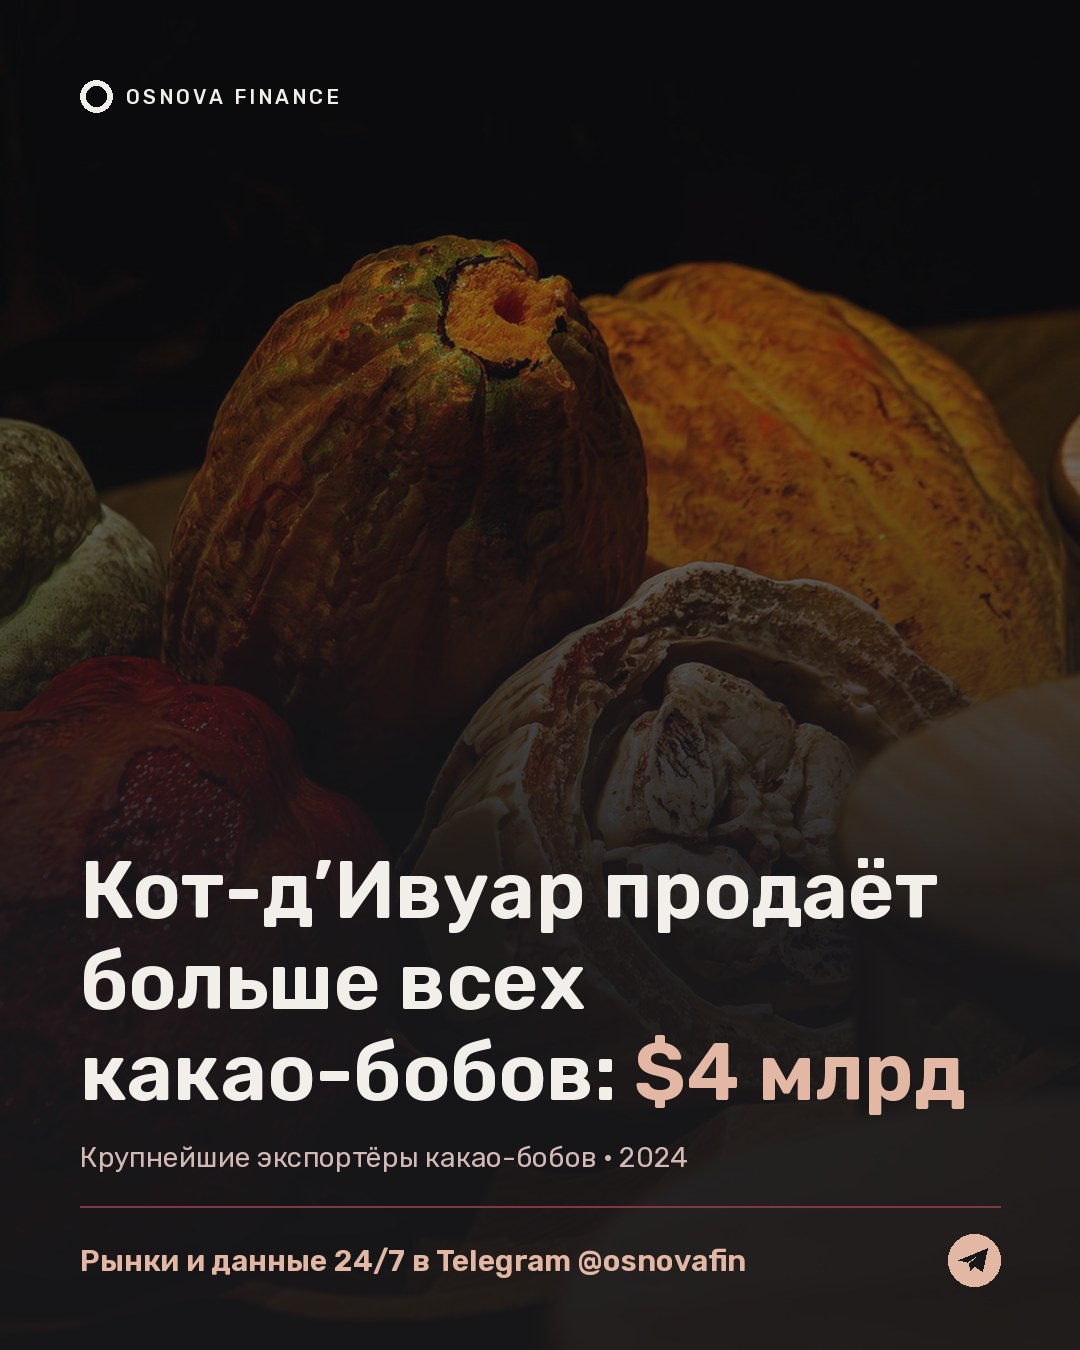 OSNOVA FINANCE
Кот-д’Ивуар продаёт
больше всех
какао-бобов: $4 млрд
Крупнейшие экспортёры какао-бобов • 2024
Рынки и данные 24/7 в Telegram @osnovafin